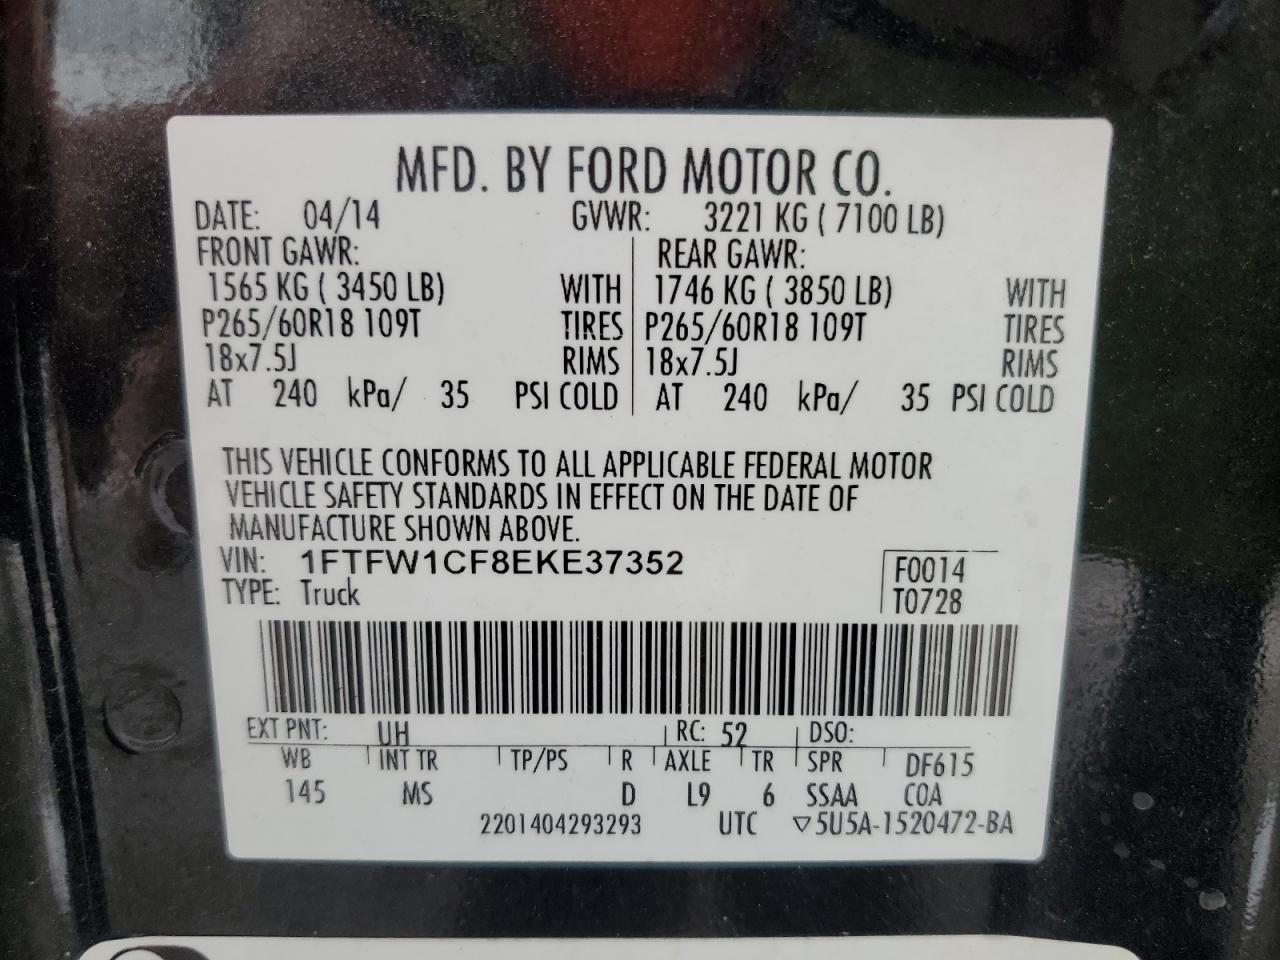 MFD. BY FORD MOTOR CO.
DATE: 04/14 GVWR: 3221 KG ( 7100 LB)
FRONT GAWR: REAR GAWR:
1565 KG ( 3450 LB) WITH 1746 KG ( 3850 LB) WITH
P265/60R18 109T TIRES P265/60R18 109T TIRES
18x7.5J RIMS 18x7.5J RIMS
AT 240 kPa/ 35 PSI COLD AT 240 kPa/ 35 PSI COLD
THIS VEHICLE CONFORMS TO ALL APPLICABLE FEDERAL MOTOR
VEHICLE SAFETY STANDARDS IN EFFECT ON THE DATE OF
MANUFACTURE SHOWN ABOVE.
VIN: 1FTFW1CF8EKE37352 F0014
TYPE: Truck T0728
EXT PNT: UH RC: 52 DSO:
WB INT TR TP/PS R AXLE TR SPR DF615
145 MS D L9 6 SSAA COA
2201404293293 UTC ▽5U5A-1520472-BA